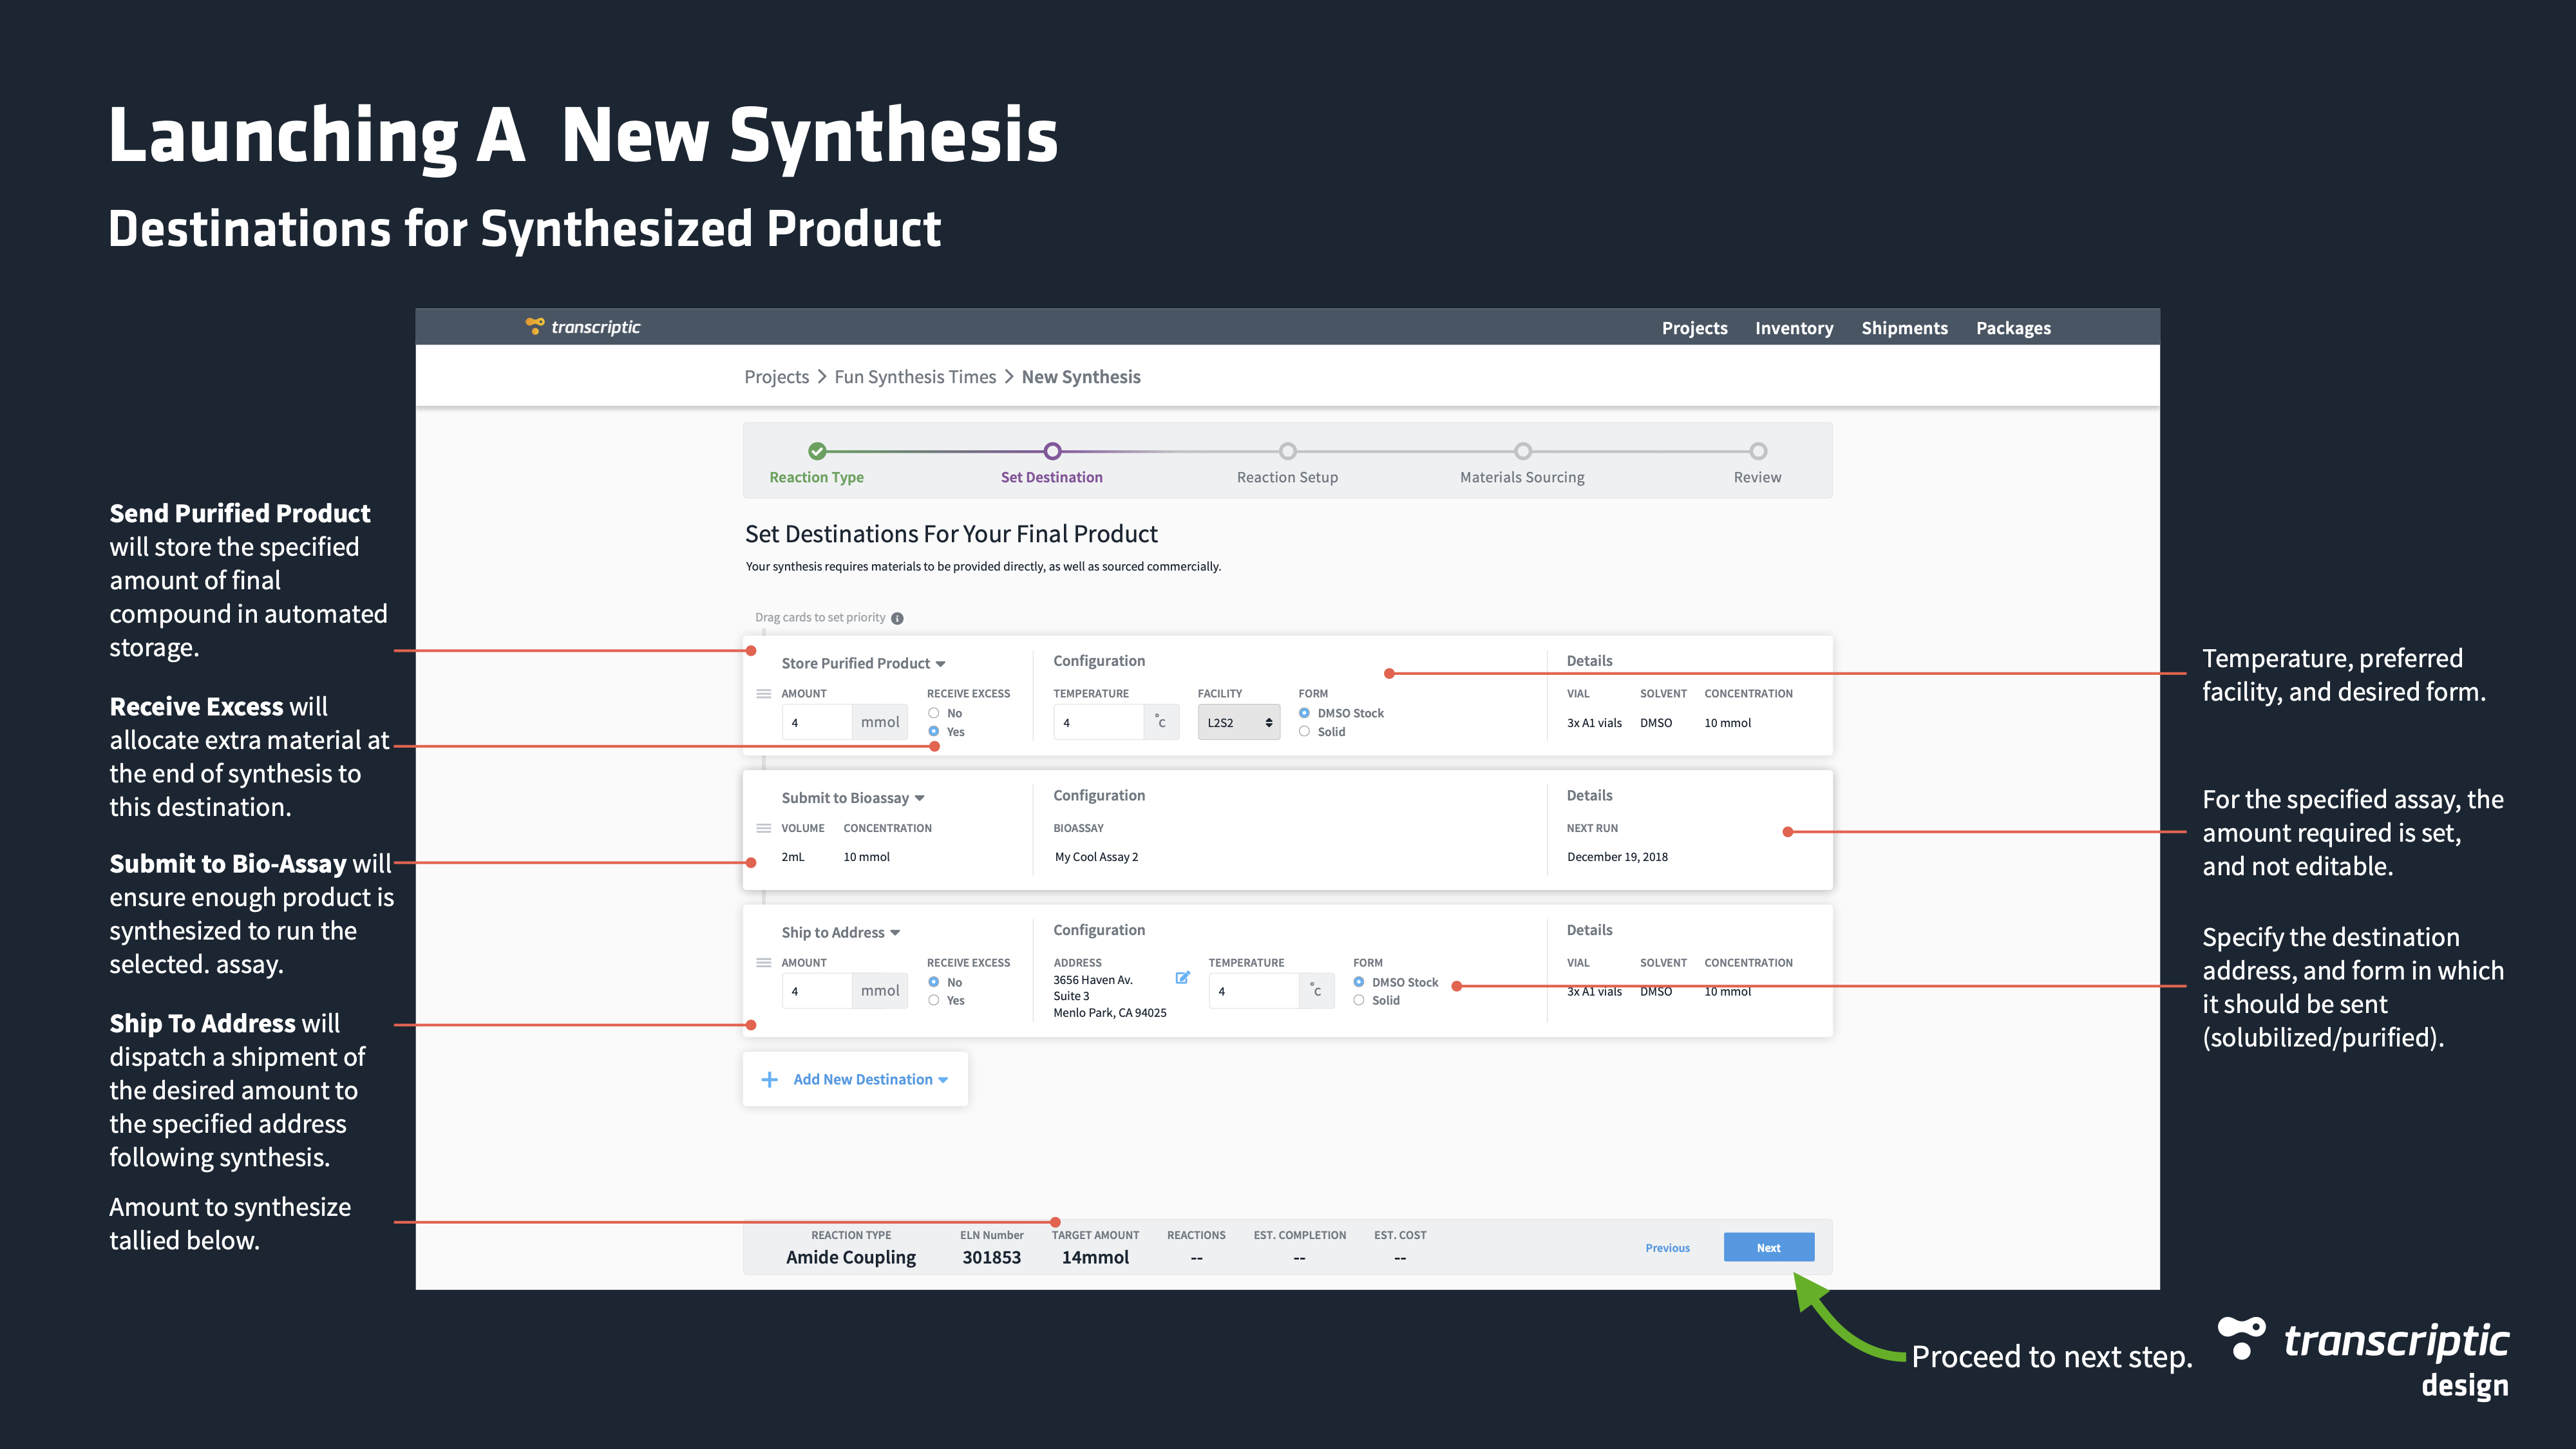 Launching A  New Synthesis
Destinations for Synthesized Product
transcriptic
Projects
Inventory
Shipments
Packages
Projects > Fun Synthesis Times > New Synthesis
Reaction Type
Set Destination
Reaction Setup
Materials Sourcing
Review
Set Destinations For Your Final Product
Your synthesis requires materials to be provided directly, as well as sourced commercially.
Drag cards to set priority
Store Purified Product
Configuration
Details
AMOUNT
RECEIVE EXCESS
TEMPERATURE
FACILITY
FORM
VIAL
SOLVENT
CONCENTRATION
4
mmol
No
Yes
4
°c
L2S2
DMSO Stock
Solid
3x A1 vials
DMSO
10 mmol
Submit to Bioassay
Configuration
Details
VOLUME
CONCENTRATION
BIOASSAY
NEXT RUN
2mL
10 mmol
My Cool Assay 2
December 19, 2018
Ship to Address
Configuration
Details
AMOUNT
RECEIVE EXCESS
ADDRESS
TEMPERATURE
FORM
VIAL
SOLVENT
CONCENTRATION
4
mmol
No
Yes
3656 Haven Av.
Suite 3
Menlo Park, CA 94025
4
°c
DMSO Stock
Solid
3x A1 vials
DMSO
10 mmol
Add New Destination
REACTION TYPE
ELN Number
TARGET AMOUNT
REACTIONS
EST. COMPLETION
EST. COST
Amide Coupling
301853
14mmol
--
--
--
Previous
Next
Send Purified Product
will store the specified
amount of final
compound in automated
storage.
Receive Excess will
allocate extra material at
the end of synthesis to
this destination.
Submit to Bio-Assay will
ensure enough product is
synthesized to run the
selected. assay.
Ship To Address will
dispatch a shipment of
the desired amount to
the specified address
following synthesis.
Amount to synthesize
tallied below.
Temperature, preferred
facility, and desired form.
For the specified assay, the
amount required is set,
and not editable.
Specify the destination
address, and form in which
it should be sent
(solubilized/purified).
Proceed to next step.
transcriptic
design